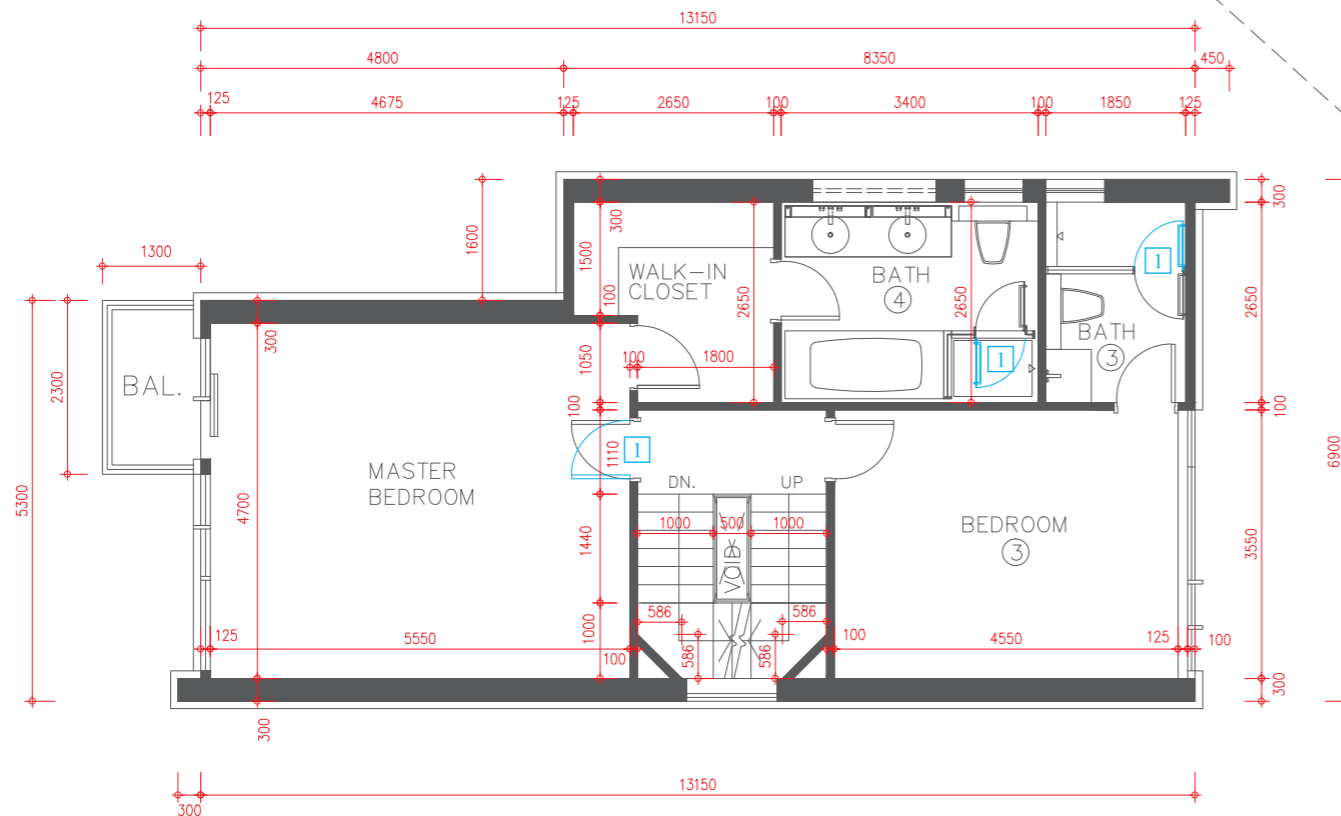 13150
4800 8350 450
125 4675 125 2650 100 3400 100 1850 125
1300
1600
300
1500
100
WALK-IN
CLOSET
2650
BATH
4
2650
1
BATH
3
1
300
2650
100
6900
BAL.
2300
5300
300
4700
1050
100
100 1800
1110
1
MASTER
BEDROOM
DN. UP
1000 500 1000
VOID
1440
1000
586 586
586 586
BEDROOM
3
3550
125 5550 100
100 4550 125 100
300
300
13150
300